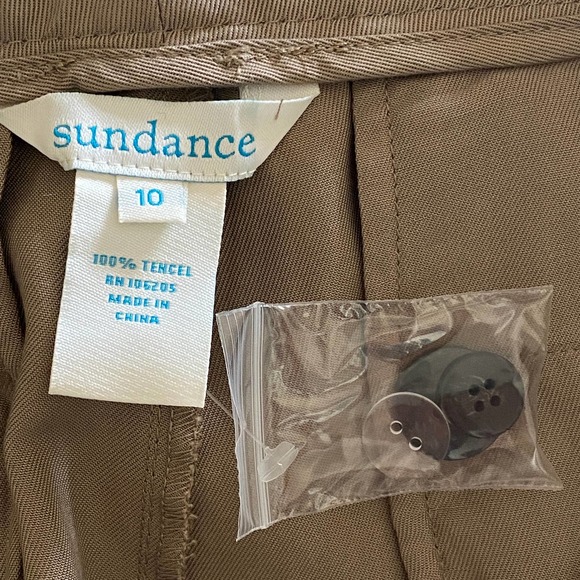 sundance
10
100% TENCEL
RN 106205
MADE IN
CHINA